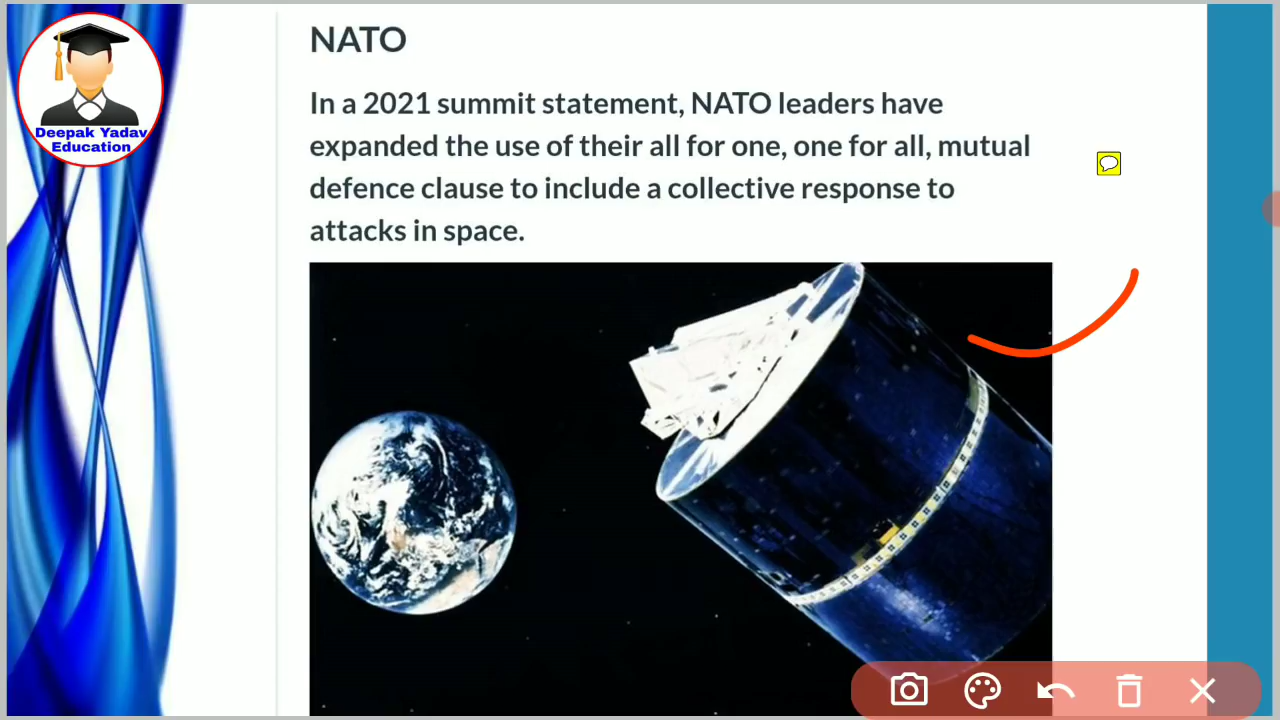 NATO
In a 2021 summit statement, NATO leaders have
expanded the use of their all for one, one for all, mutual
defence clause to include a collective response to
attacks in space.
Deepak Yadav
Education